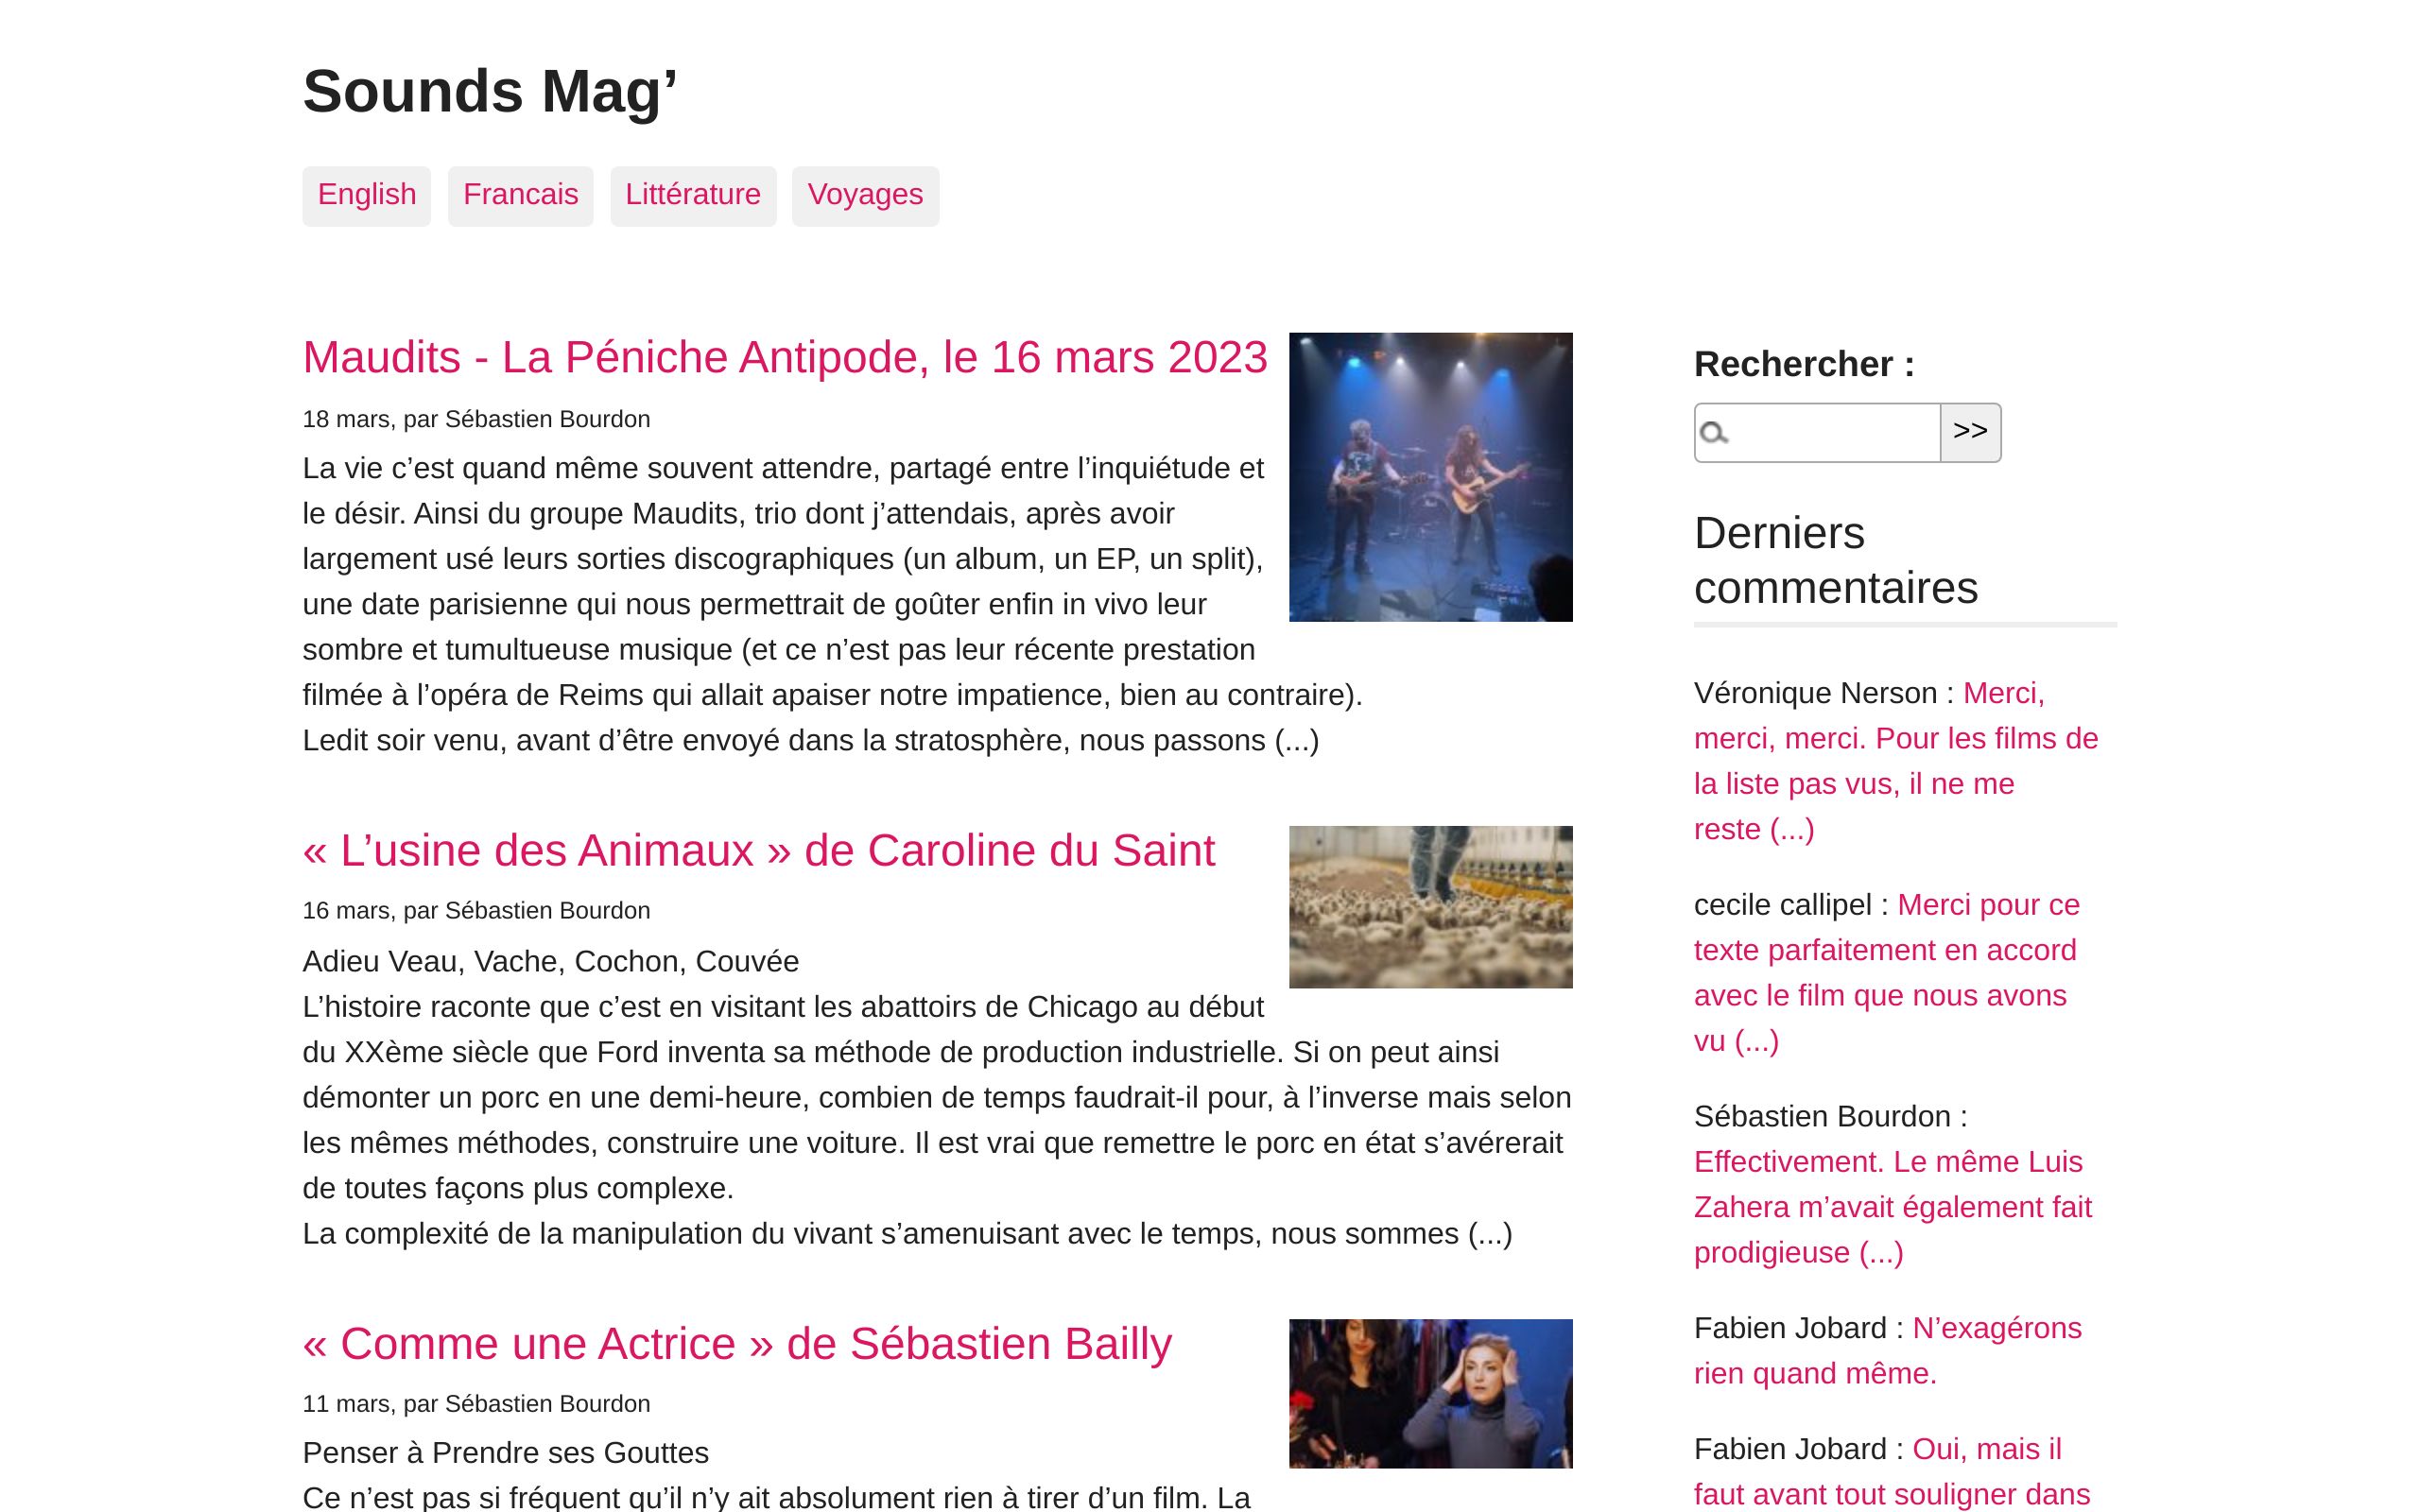 Sounds Mag’
English
Francais
Littérature
Voyages
Maudits - La Péniche Antipode, le 16 mars 2023
18 mars, par Sébastien Bourdon
La vie c’est quand même souvent attendre, partagé entre l’inquiétude et
le désir. Ainsi du groupe Maudits, trio dont j’attendais, après avoir
largement usé leurs sorties discographiques (un album, un EP, un split),
une date parisienne qui nous permettrait de goûter enfin in vivo leur
sombre et tumultueuse musique (et ce n’est pas leur récente prestation
filmée à l’opéra de Reims qui allait apaiser notre impatience, bien au contraire).
Ledit soir venu, avant d’être envoyé dans la stratosphère, nous passons (...)
« L’usine des Animaux » de Caroline du Saint
16 mars, par Sébastien Bourdon
Adieu Veau, Vache, Cochon, Couvée
L’histoire raconte que c’est en visitant les abattoirs de Chicago au début
du XXème siècle que Ford inventa sa méthode de production industrielle. Si on peut ainsi
démonter un porc en une demi-heure, combien de temps faudrait-il pour, à l’inverse mais selon
les mêmes méthodes, construire une voiture. Il est vrai que remettre le porc en état s’avérerait
de toutes façons plus complexe.
La complexité de la manipulation du vivant s’amenuisant avec le temps, nous sommes (...)
« Comme une Actrice » de Sébastien Bailly
11 mars, par Sébastien Bourdon
Penser à Prendre ses Gouttes
Ce n’est pas si fréquent qu’il n’y ait absolument rien à tirer d’un film. La
Rechercher :
>>
Derniers
commentaires
Véronique Nerson : Merci,
merci, merci. Pour les films de
la liste pas vus, il ne me
reste (...)
cecile callipel : Merci pour ce
texte parfaitement en accord
avec le film que nous avons
vu (...)
Sébastien Bourdon :
Effectivement. Le même Luis
Zahera m’avait également fait
prodigieuse (...)
Fabien Jobard : N’exagérons
rien quand même.
Fabien Jobard : Oui, mais il
faut avant tout souligner dans